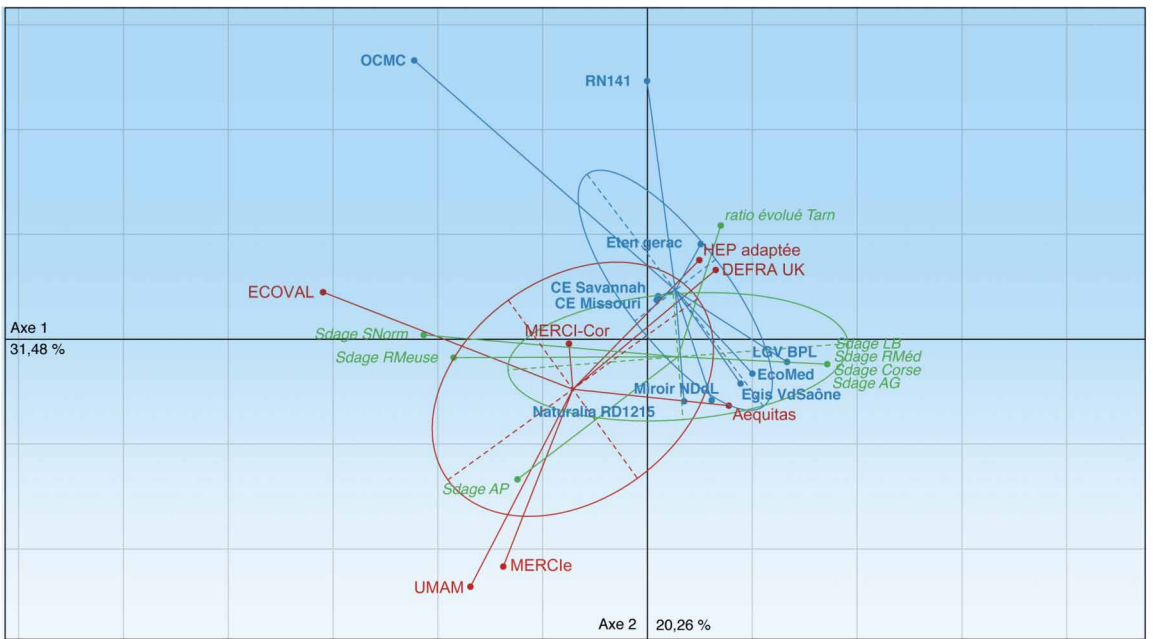 OCMC
RN141
ratio évolué Tarn
Eten gerac
HEP adaptée
DEFRA UK
CE Savannah
CE Missouri
ECOVAL
Axe 1
31,48 %
Sdage SNorm
MERCI-Cor
Sdage RMeuse
Sdage LB
LGV BPL
Sdage RMéd
Sdage Corse
EcoMed
Sdage AG
Miroir NDdL
Egis VdSaône
Naturalia RD1215
Aequitas
Sdage AP
MERCIe
UMAM
Axe 2
20,26 %